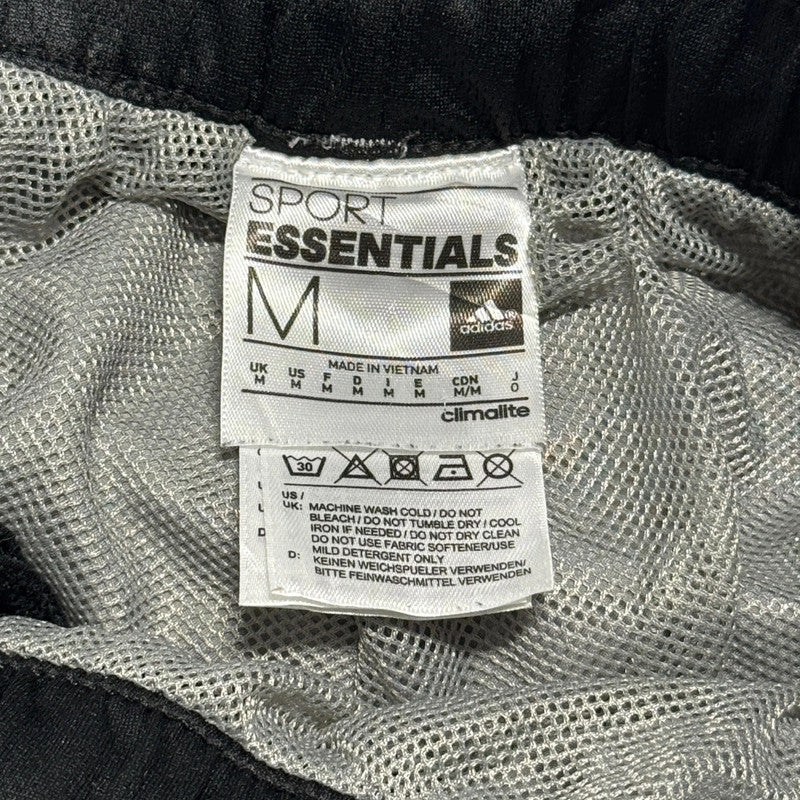 SPORT
ESSENTIALS
M
adidas®
MADE IN VIETNAM
UK US F D I E CDN J
M M M M M M M/M O
climalite
30
US /
UK: MACHINE WASH COLD / DO NOT
BLEACH / DO NOT TUMBLE DRY / COOL
IRON IF NEEDED / DO NOT DRY CLEAN
DO NOT USE FABRIC SOFTENER/USE
MILD DETERGENT ONLY
D: KEINEN WEICHSPUELER VERWENDEN/
BITTE FEINWASCHMITTEL VERWENDEN